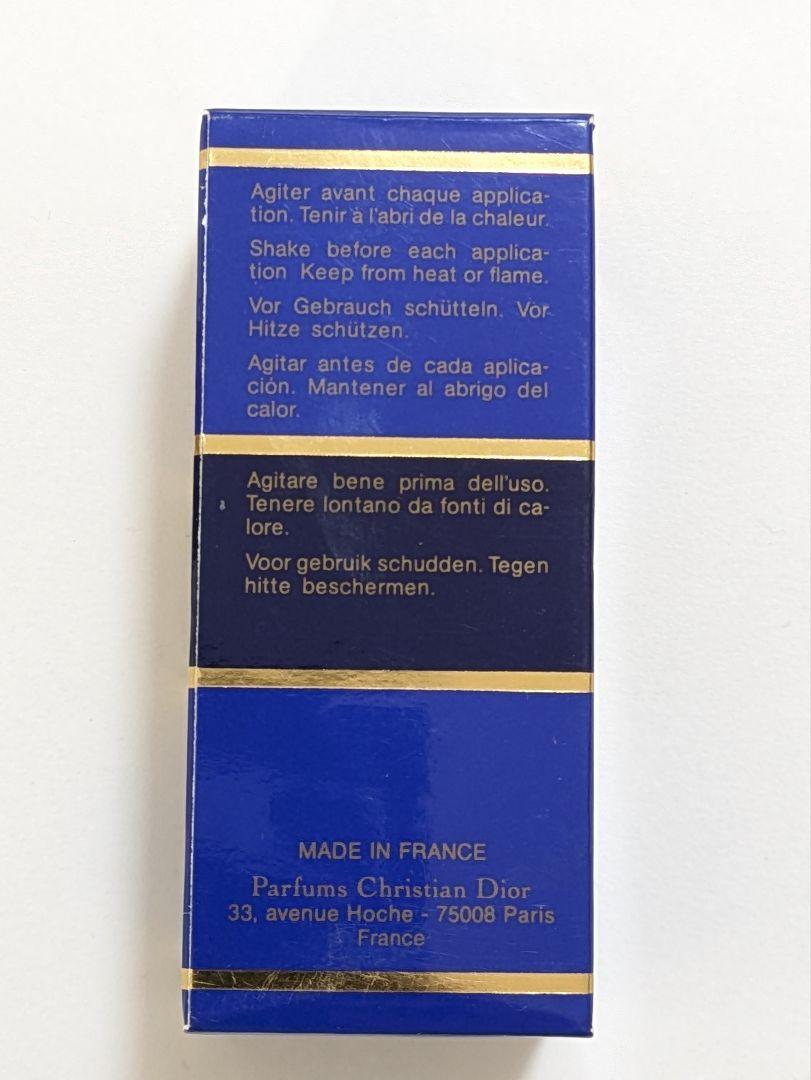 Agiter avant chaque applica-
tion. Tenir à l'abri de la chaleur.
Shake before each applica-
tion Keep from heat or flame.
Vor Gebrauch schütteln. Vor
Hitze schützen.
Agitar antes de cada aplica-
ción. Mantener al abrigo del
calor.
Agitare bene prima dell'uso.
Tenere lontano da fonti di ca-
lore.
Voor gebruik schudden. Tegen
hitte beschermen.
MADE IN FRANCE
Parfums Christian Dior
33, avenue Hoche - 75008 Paris
France